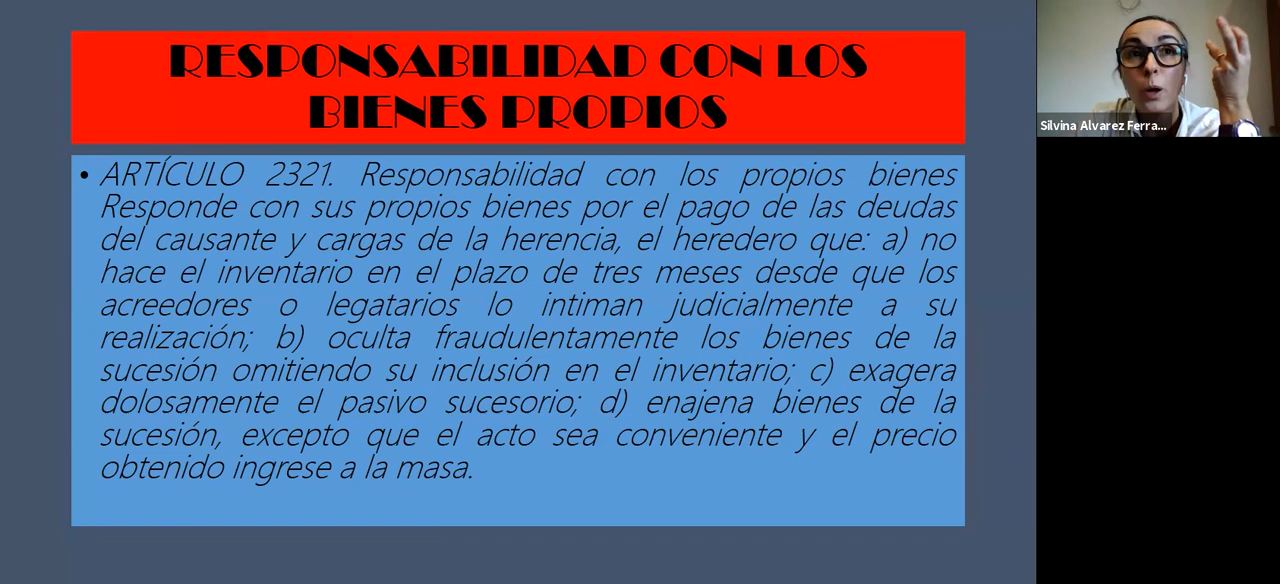 RESPONSABILIDAD CON LOS
BIENES PROPIOS
• ARTÍCULO 2321. Responsabilidad con los propios bienes
Responde con sus propios bienes por el pago de las deudas
del causante y cargas de la herencia, el heredero que: a) no
hace el inventario en el plazo de tres meses desde que los
acreedores o legatarios lo intiman judicialmente a su
realización; b) oculta fraudulentamente los bienes de la
sucesión omitiendo su inclusión en el inventario; c) exagera
dolosamente el pasivo sucesorio; d) enajena bienes de la
sucesión, excepto que el acto sea conveniente y el precio
obtenido ingrese a la masa.
Silvina Alvarez Ferra...